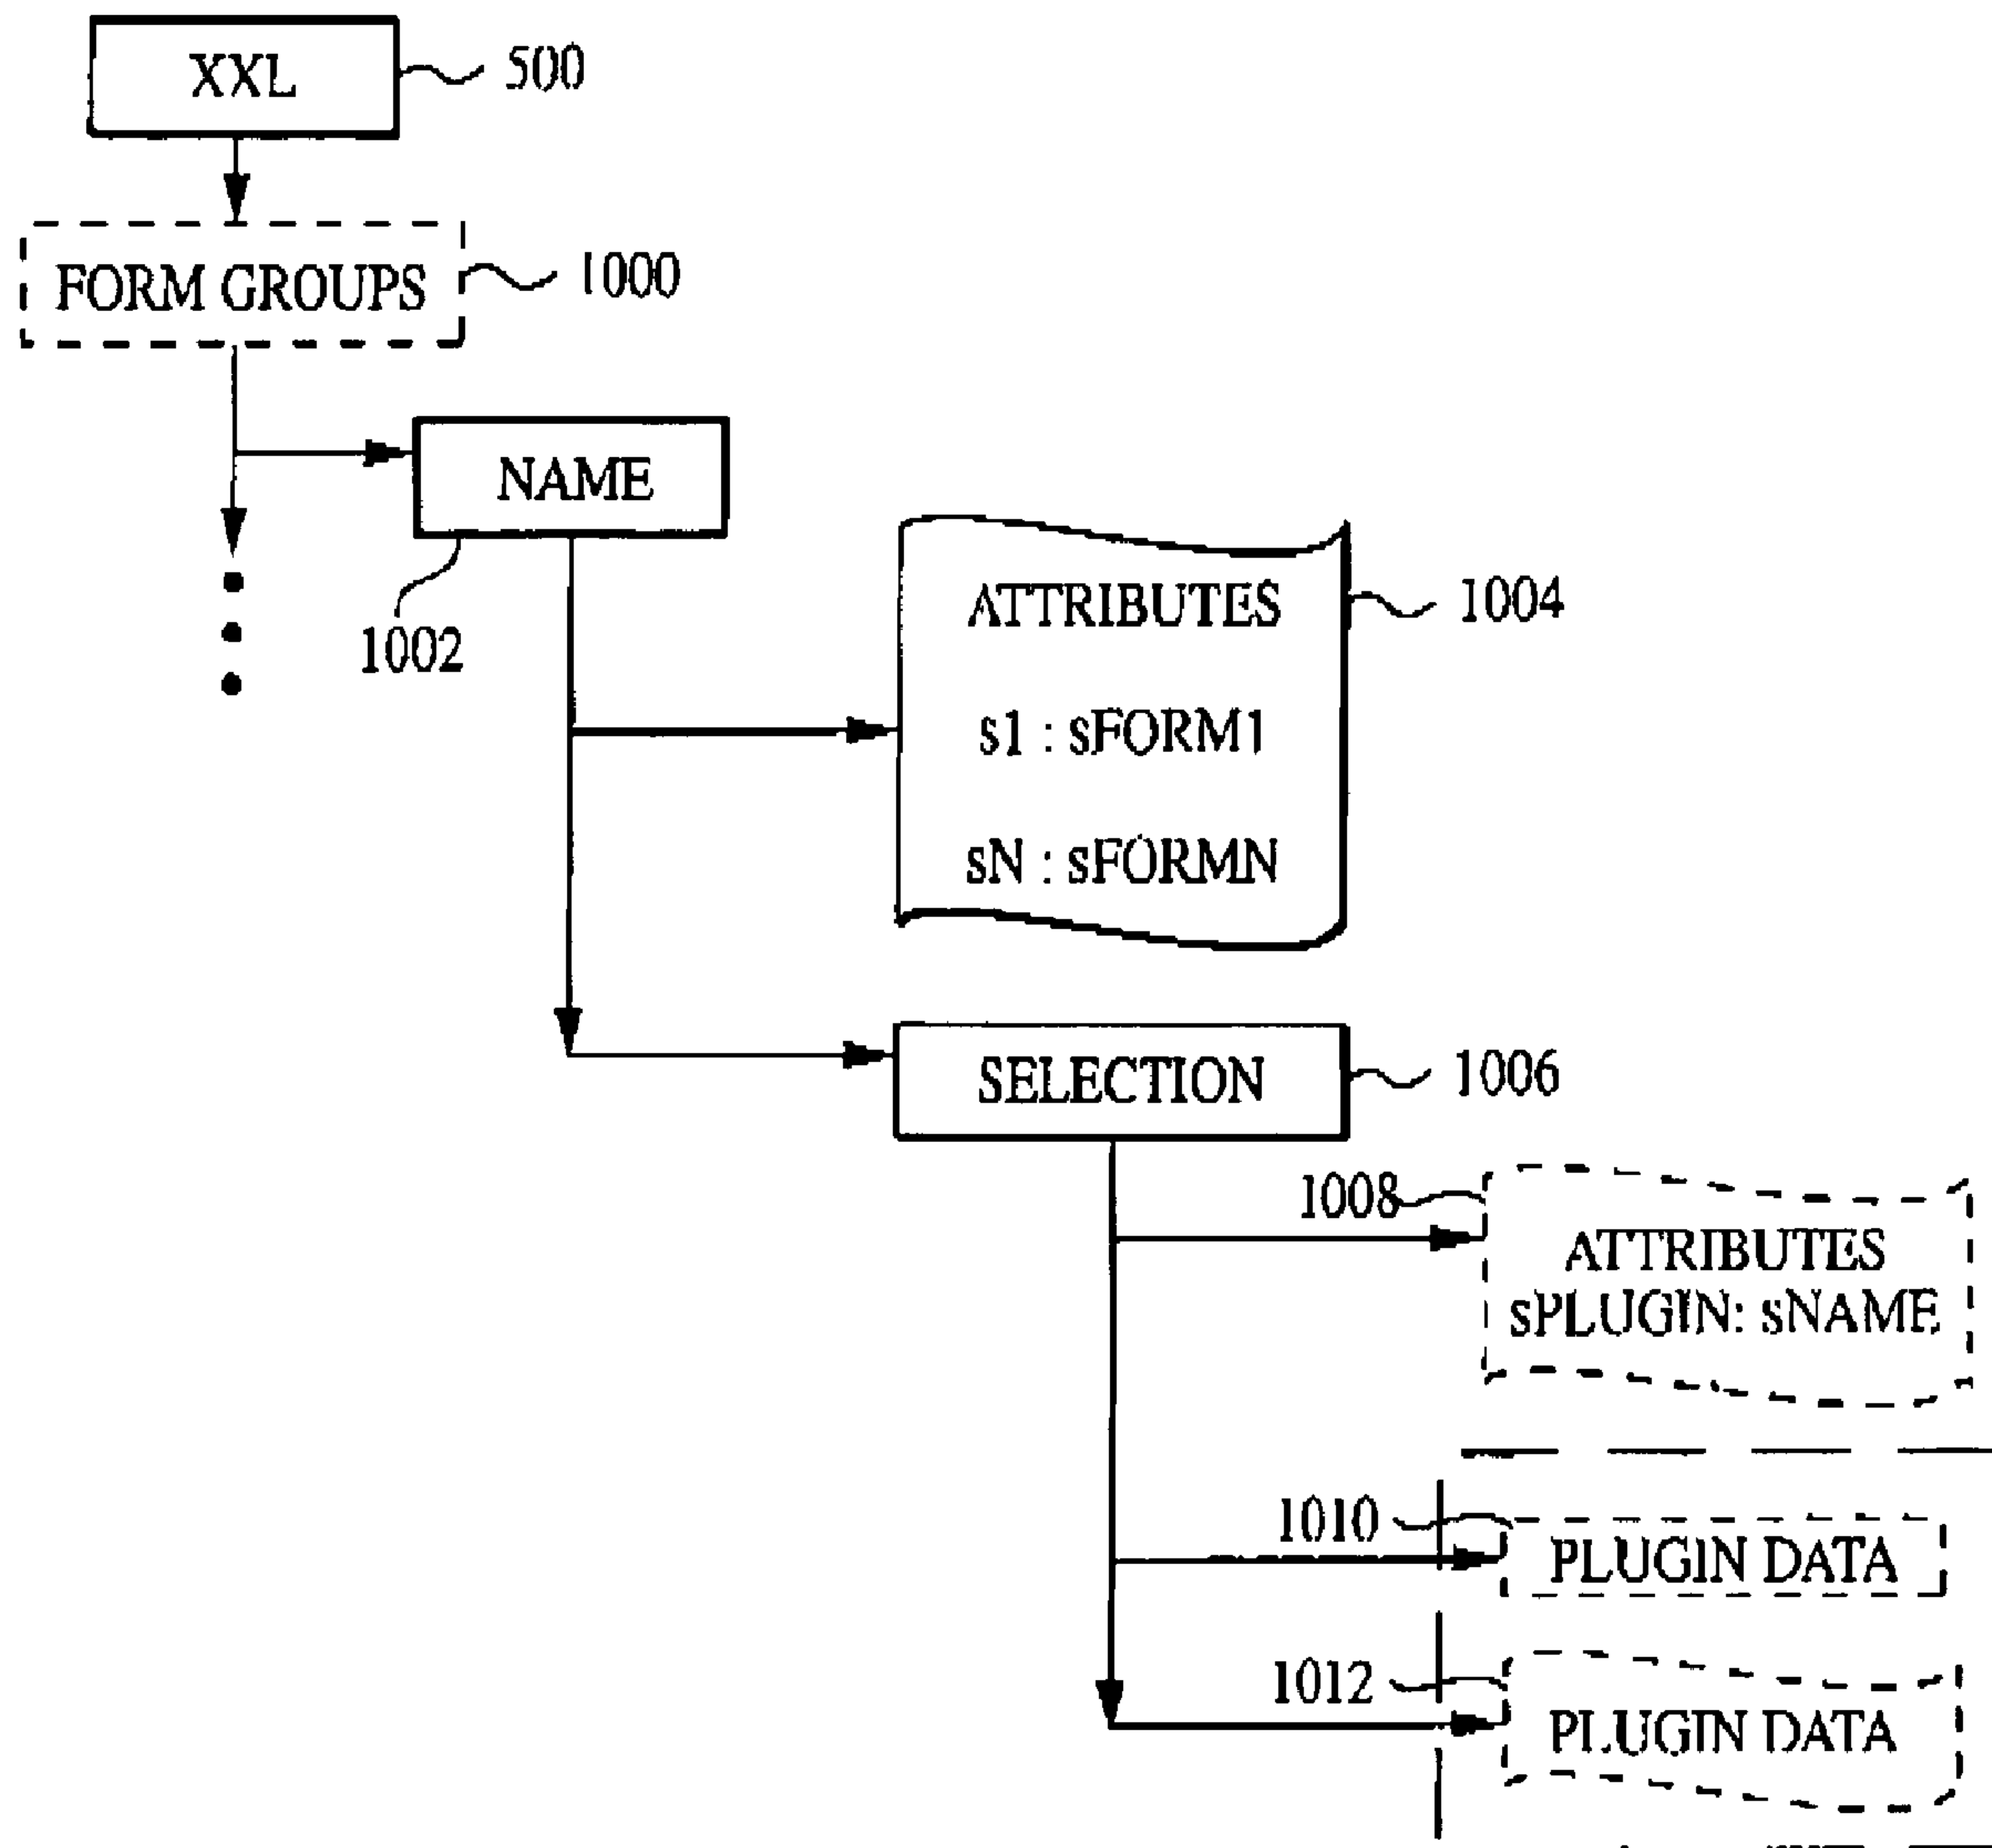 XXL
500
FORM GROUPS
1000
NAME
1002
ATTRIBUTES
1004
s1 : sFORM1
sN : sFORMN
SELECTION
1006
1008
ATTRIBUTES
sPLUGIN: sNAME
1010
PLUGIN DATA
1012
PLUGIN DATA